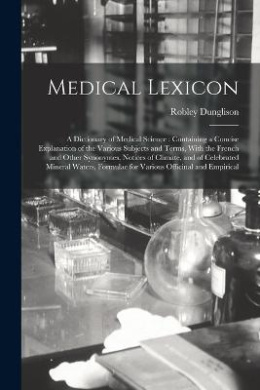 MEDICAL LEXICON
Robley Dunglison
A Dictionary of Medical Science : Containing a Concise
Explanation of the Various Subjects and Terms, With the French
and Other Synonymes, Notices of Climate, and of Celebrated
Mineral Waters, Formulae for Various Officinal and Empirical